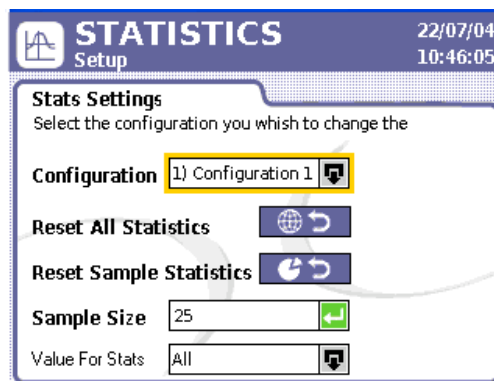 STATISTICS
Setup
22/07/04
10:46:05
Stats Settings
Select the configuration you whish to change the
Configuration 1) Configuration 1
Reset All Statistics
Reset Sample Statistics
Sample Size 25
Value For Stats All